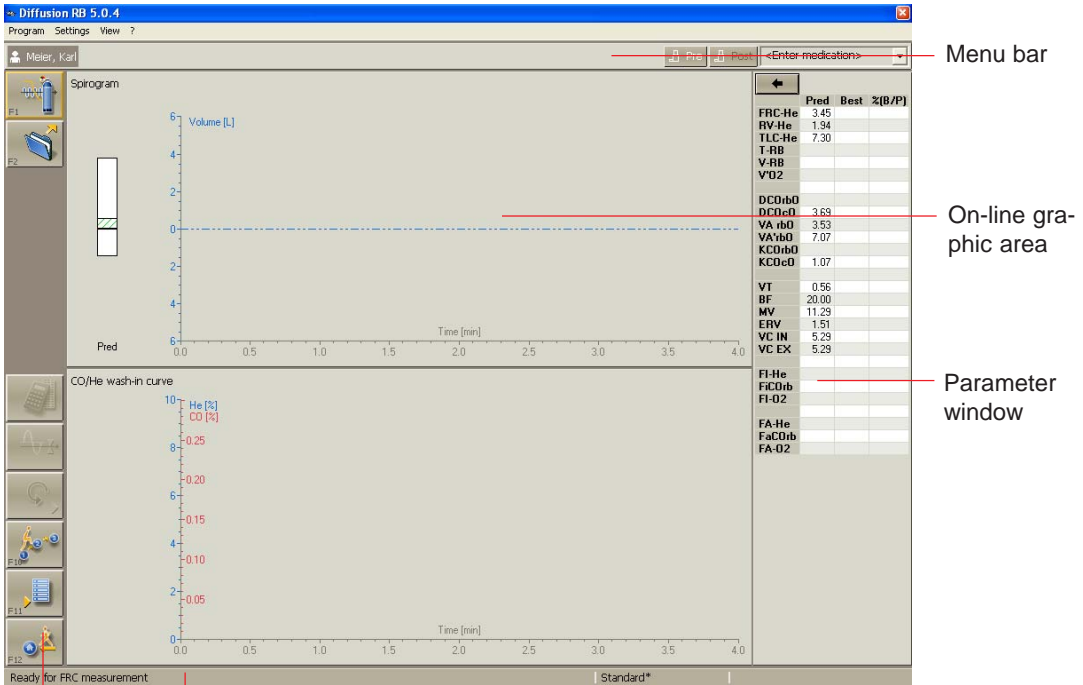 Diffusion RB 5.0.4
Program Settings View ?
Meier, Karl
Pre Post <Enter medication>
Menu bar
F1
F2
Spirogram
Volume [L]
6
4
2
0
2
4
6
Pred
Time [min]
0.0 0.5 1.0 1.5 2.0 2.5 3.0 3.5 4.0
CO/He wash-in curve
He [%]
CO [%]
10
8
6
4
2
0
0.25
0.20
0.15
0.10
0.05
Time [min]
0.0 0.5 1.0 1.5 2.0 2.5 3.0 3.5 4.0
F10
F11
F12
Pred Best %(B/P)
FRC-He 3.45
RV-He 1.94
TLC-He 7.30
T-RB
V-RB
V'O2
DCOrbO
DCOcO 3.69
VA rbO 3.53
VA'rbO 7.07
KCOrbO
KCOcO 1.07
VT 0.56
BF 20.00
MV 11.29
ERV 1.51
VC IN 5.29
VC EX 5.29
FI-He
FiCOrb
FI-O2
FA-He
FaCOrb
FA-O2
On-line gra-
phic area
Parameter
window
Ready for FRC measurement Standard*